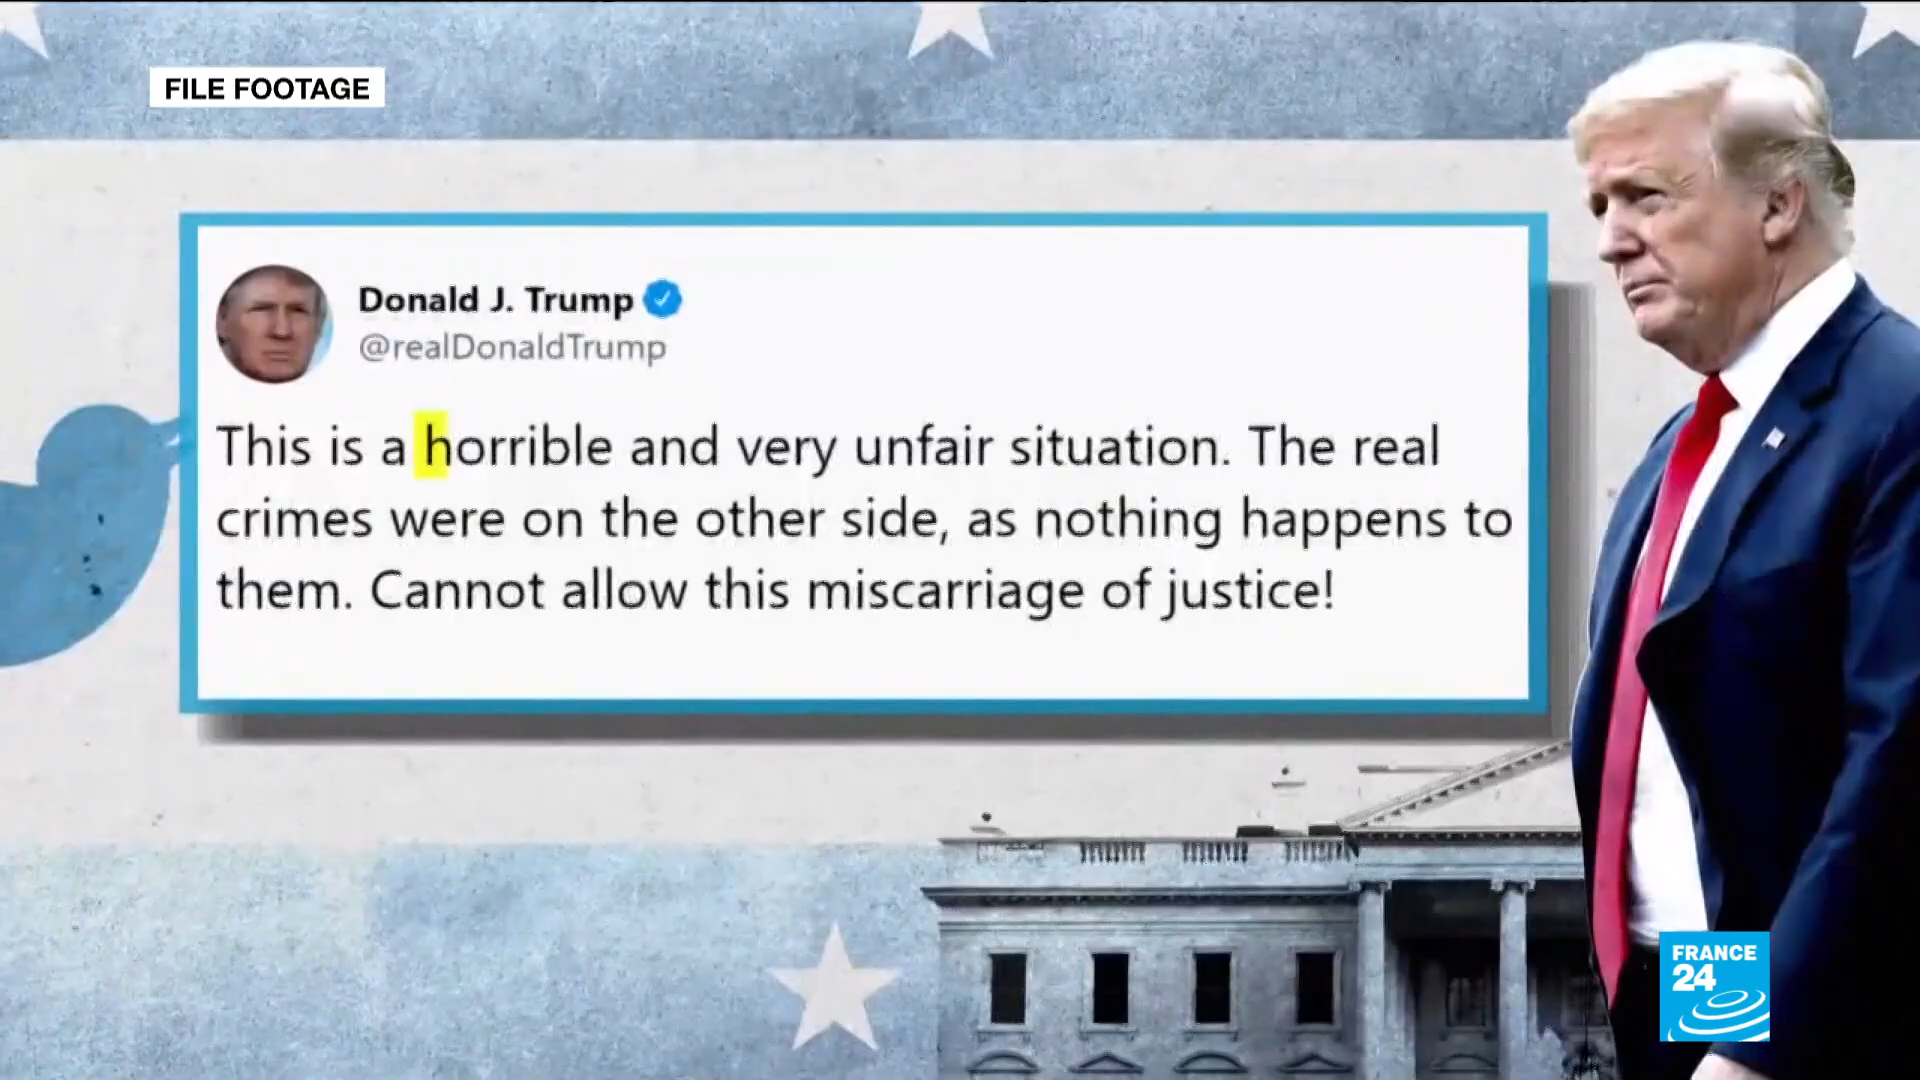 FILE FOOTAGE
Donald J. Trump
@realDonaldTrump
This is a horrible and very unfair situation. The real
crimes were on the other side, as nothing happens to
them. Cannot allow this miscarriage of justice!
FRANCE
24